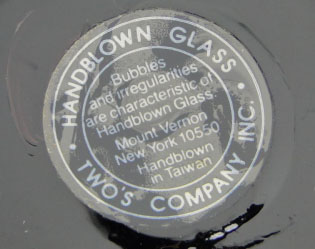 • HANDBLOWN GLASS •
TWO'S COMPANY INC.
Bubbles
and irregularities
are characteristic of
Handblown Glass
Mount Vernon
New York 10550
Handblown
in Taiwan